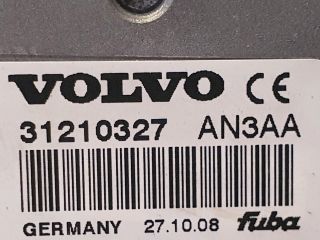 VOLVO CE
31210327 AN3AA
GERMANY 27.10.08 fuba